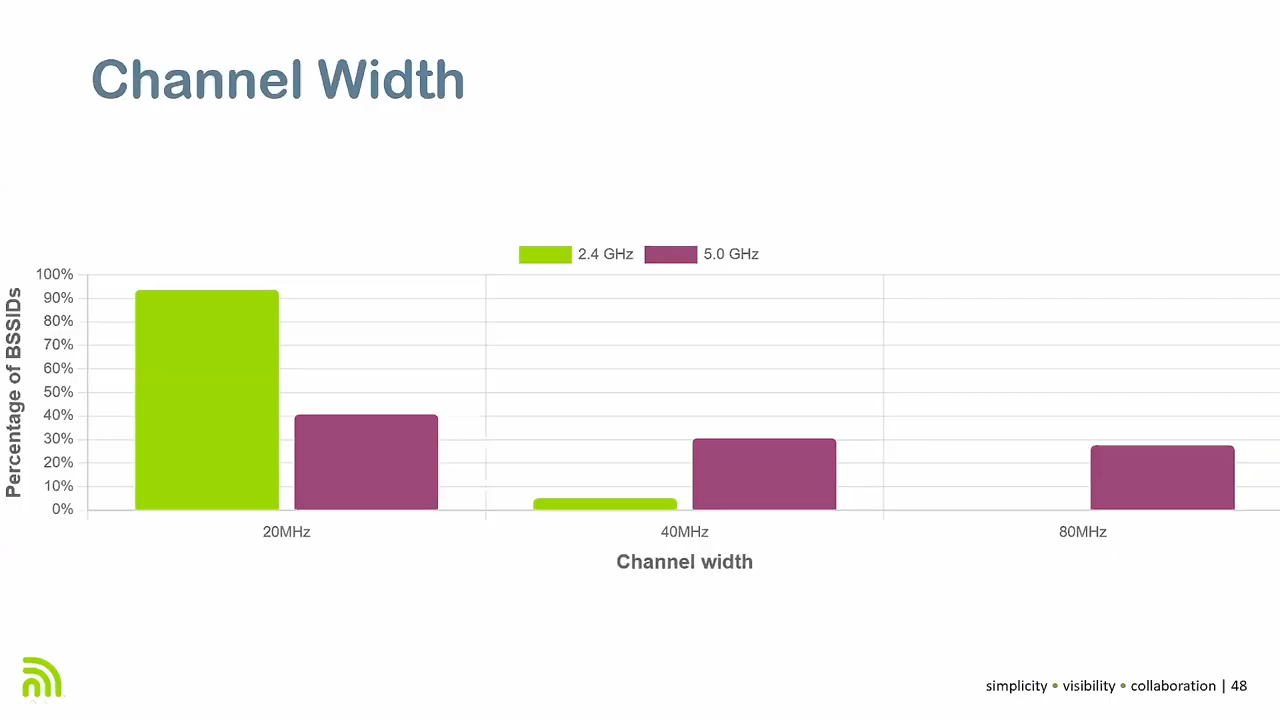 Channel Width
2.4 GHz 5.0 GHz
Percentage of BSSIDs
100%
90%
80%
70%
60%
50%
40%
30%
20%
10%
0%
20MHz 40MHz 80MHz
Channel width
simplicity • visibility • collaboration | 48